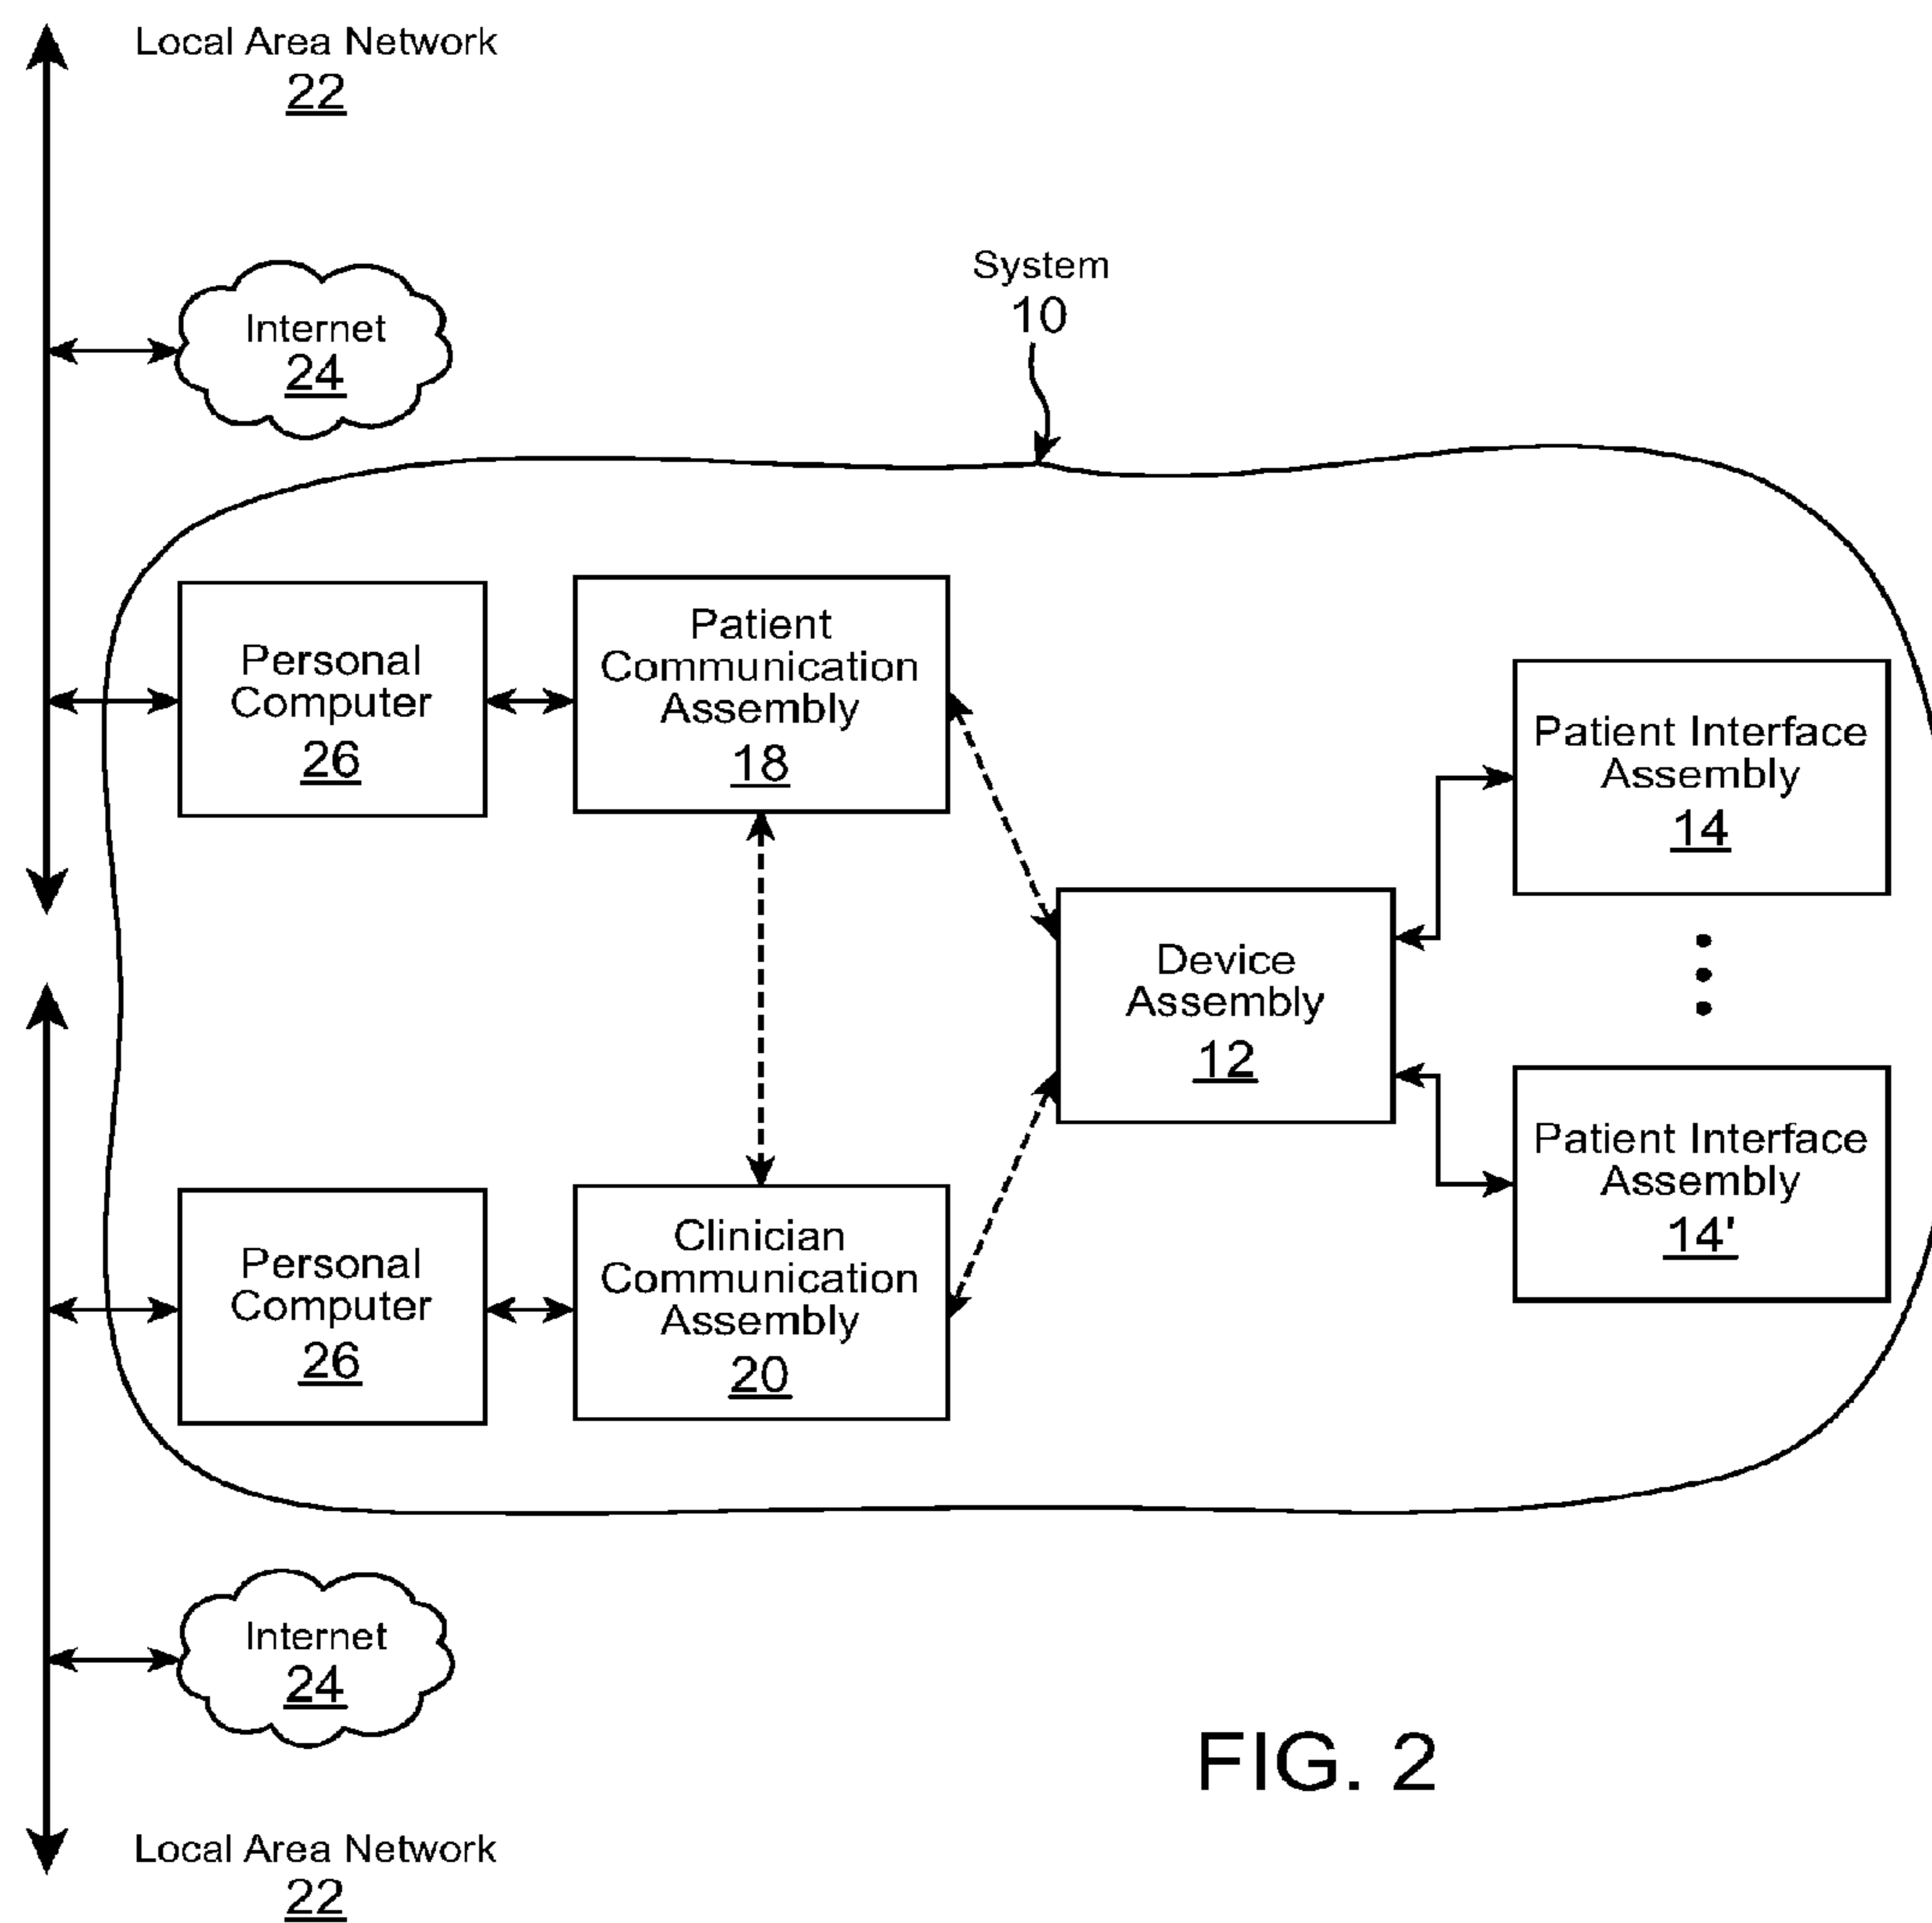 Local Area Network
22
Internet
24
System
10
Personal
Computer
26
Patient
Communication
Assembly
18
Patient Interface
Assembly
14
Device
Assembly
12
Patient Interface
Assembly
14'
Personal
Computer
26
Clinician
Communication
Assembly
20
Internet
24
FIG. 2
Local Area Network
22